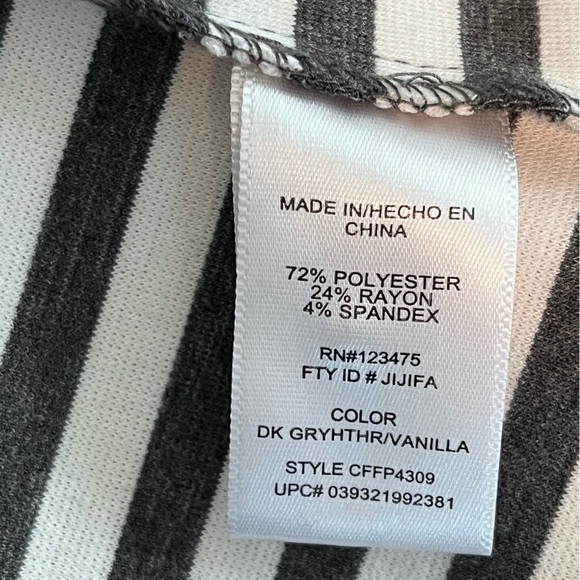 MADE IN/HECHO EN
CHINA
72% POLYESTER
24% RAYON
4% SPANDEX
RN#123475
FTY ID # JIJIFA
COLOR
DK GRYHTHR/VANILLA
STYLE CFFP4309
UPC# 039321992381